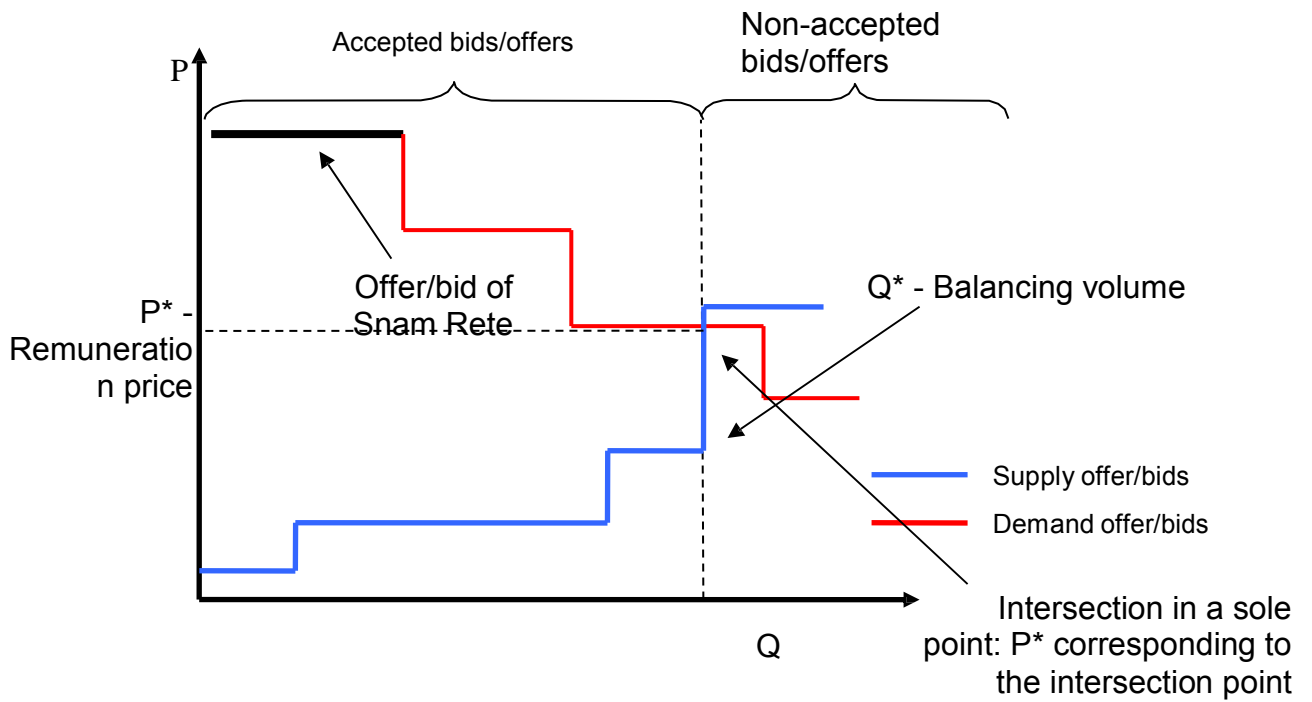 Accepted bids/offers
Non-accepted
bids/offers
P
Offer/bid of
Snam Rete
P* -
Remuneratio
n price
Q* - Balancing volume
Supply offer/bids
Demand offer/bids
Intersection in a sole
point: P* corresponding to
the intersection point
Q